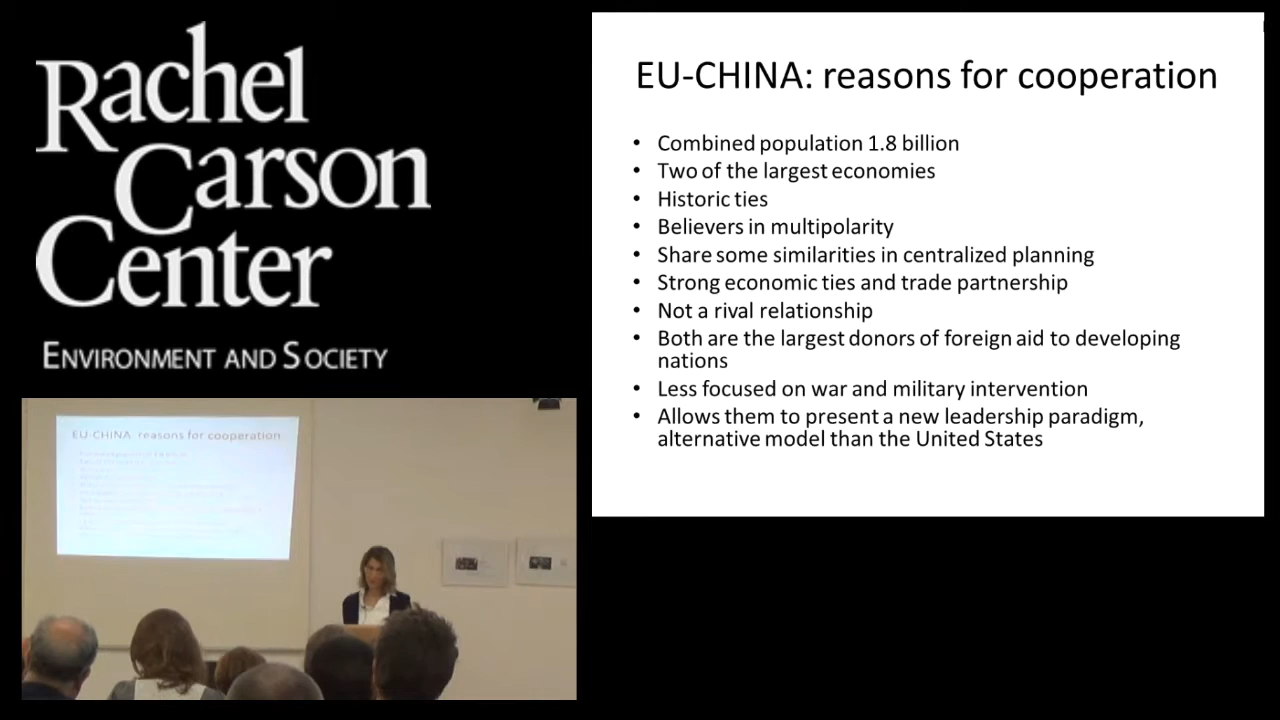 Rachel
Carson
Center
ENVIRONMENT AND SOCIETY
EU-CHINA: reasons for cooperation
• Combined population 1.8 billion
• Two of the largest economies
• Historic ties
• Believers in multipolarity
• Share some similarities in centralized planning
• Strong economic ties and trade partnership
• Not a rival relationship
• Both are the largest donors of foreign aid to developing
nations
• Less focused on war and military intervention
• Allows them to present a new leadership paradigm,
alternative model than the United States
EU-CHINA: reasons for cooperation